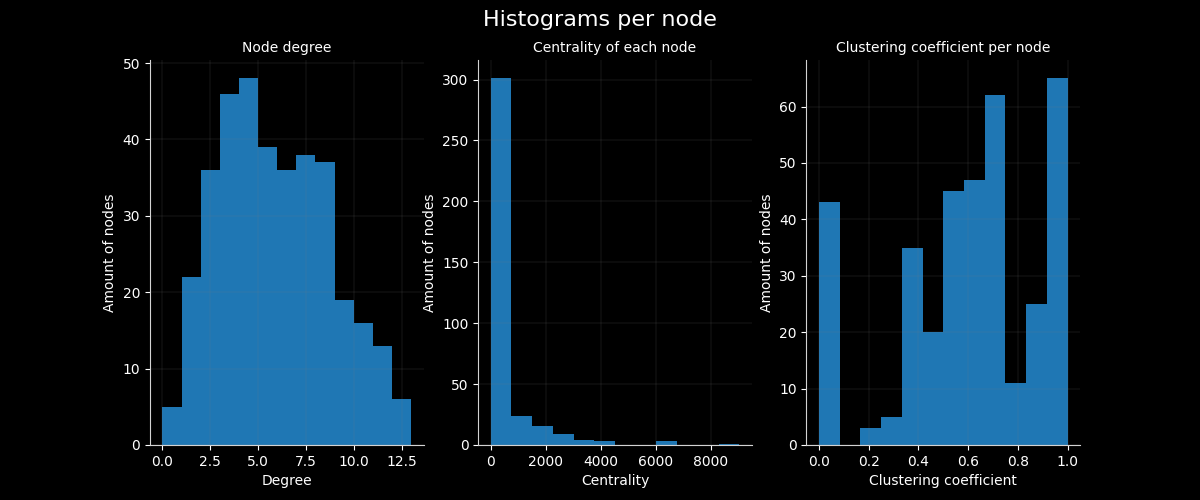 Histograms per node
Node degree
Amount of nodes
50
40
30
20
10
0
0.0 2.5 5.0 7.5 10.0 12.5
Degree
Centrality of each node
Amount of nodes
300
250
200
150
100
50
0
0 2000 4000 6000 8000
Centrality
Clustering coefficient per node
Amount of nodes
60
50
40
30
20
10
0
0.0 0.2 0.4 0.6 0.8 1.0
Clustering coefficient